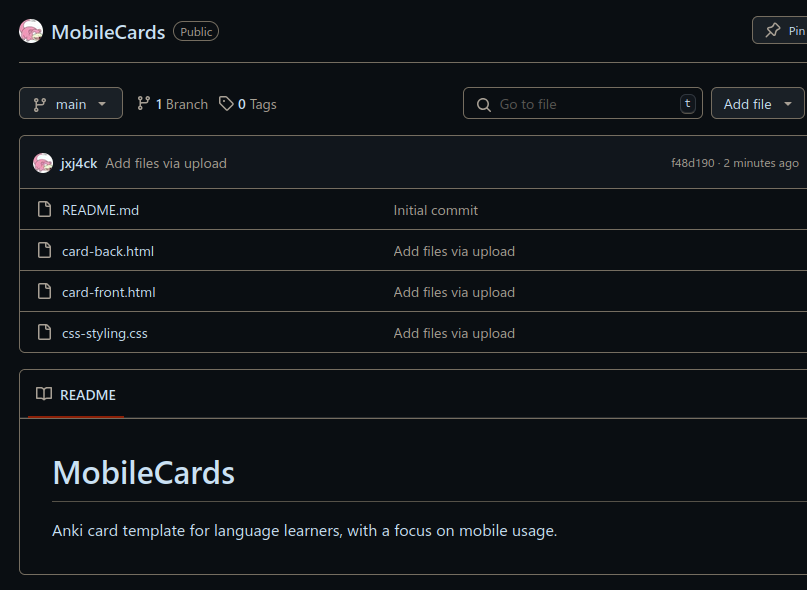 MobileCards Public Pin
main 1 Branch 0 Tags Go to file t Add file
jxj4ck Add files via upload f48d190 · 2 minutes ago
README.md Initial commit
card-back.html Add files via upload
card-front.html Add files via upload
css-styling.css Add files via upload
README
MobileCards
Anki card template for language learners, with a focus on mobile usage.